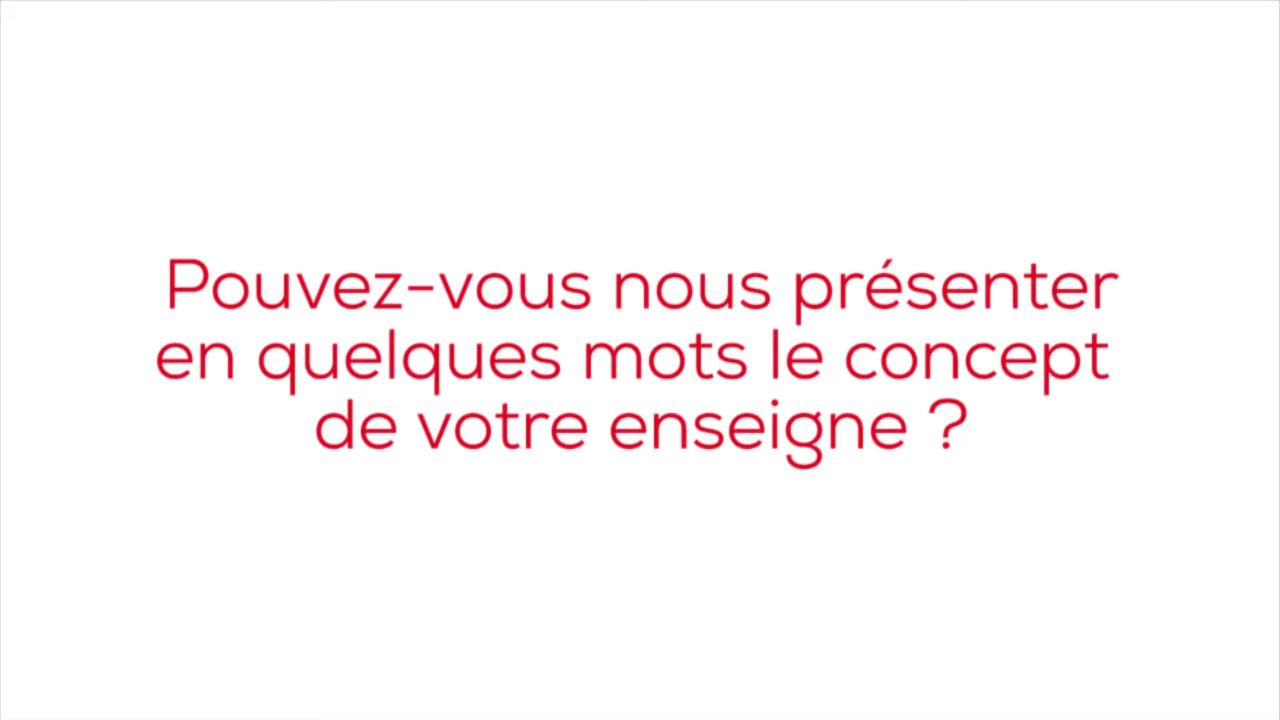 Pouvez-vous nous présenter
en quelques mots le concept
de votre enseigne ?